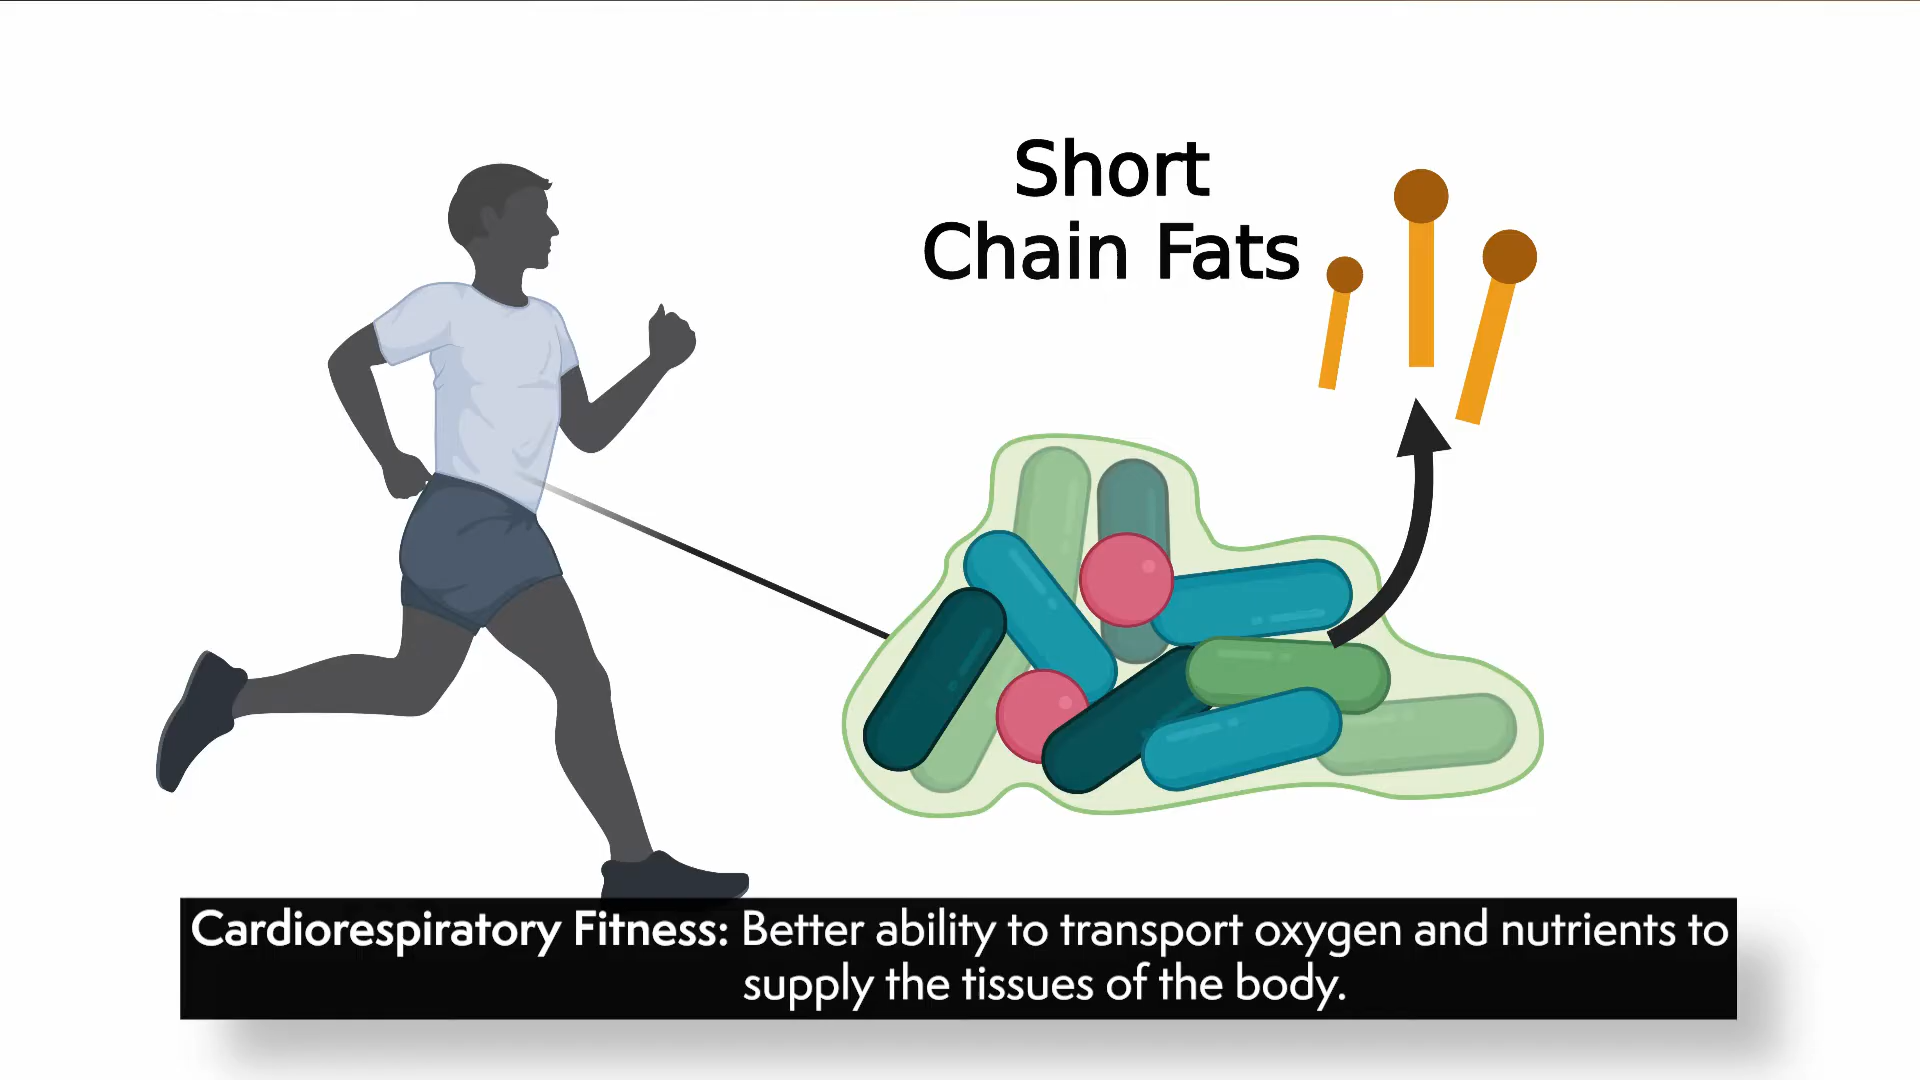 Short
Chain Fats
Cardiorespiratory Fitness: Better ability to transport oxygen and nutrients to
supply the tissues of the body.